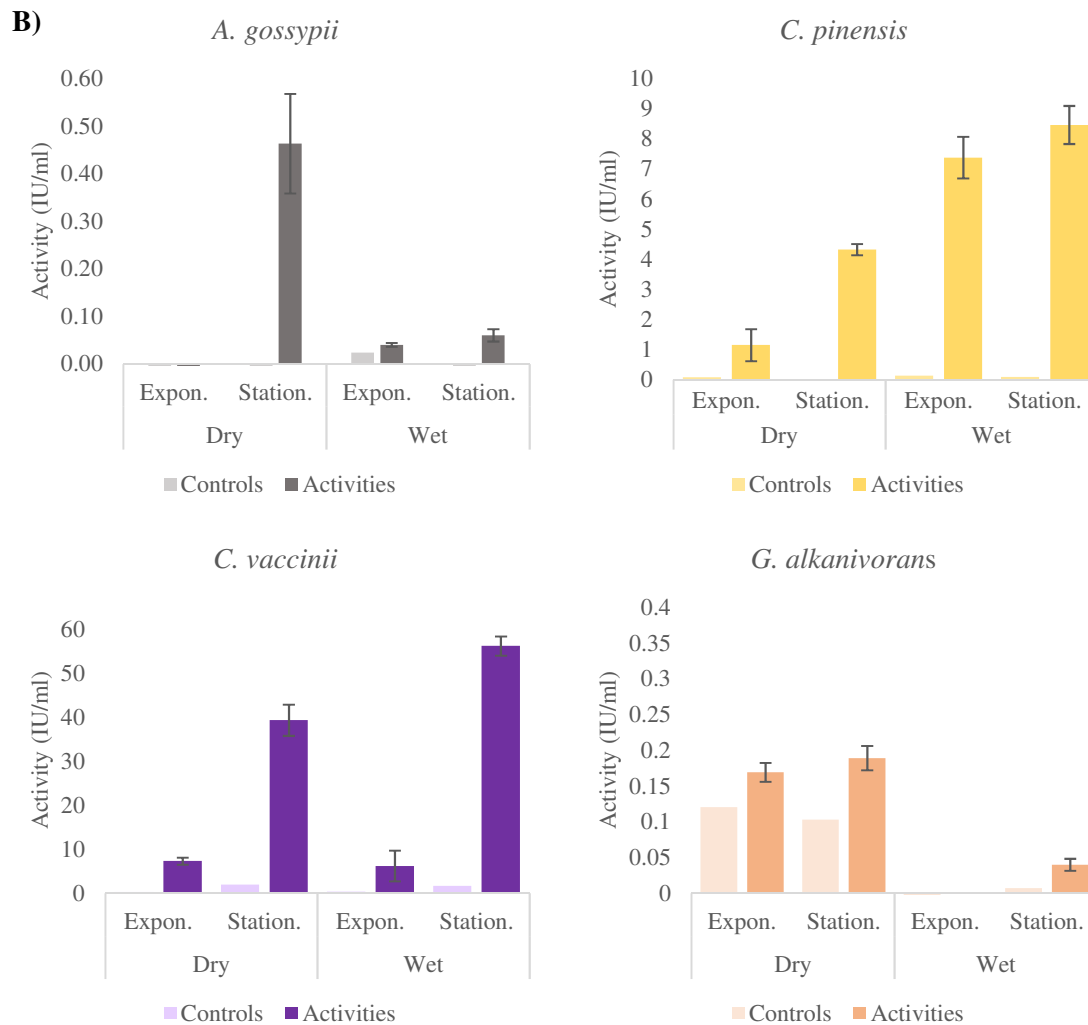 B)
A. gossypii
Activity (IU/ml)
0.60
0.50
0.40
0.30
0.20
0.10
0.00
Expon. Station. Expon. Station.
Dry Wet
Controls Activities
C. pinensis
Activity (IU/ml)
10
9
8
7
6
5
4
3
2
1
0
Expon. Station. Expon. Station.
Dry Wet
Controls Activities
C. vaccinii
Activity (IU/ml)
60
50
40
30
20
10
0
Expon. Station. Expon. Station.
Dry Wet
Controls Activities
G. alkanivorans
Activity (IU/ml)
0.4
0.35
0.3
0.25
0.2
0.15
0.1
0.05
0
Expon. Station. Expon. Station.
Dry Wet
Controls Activities